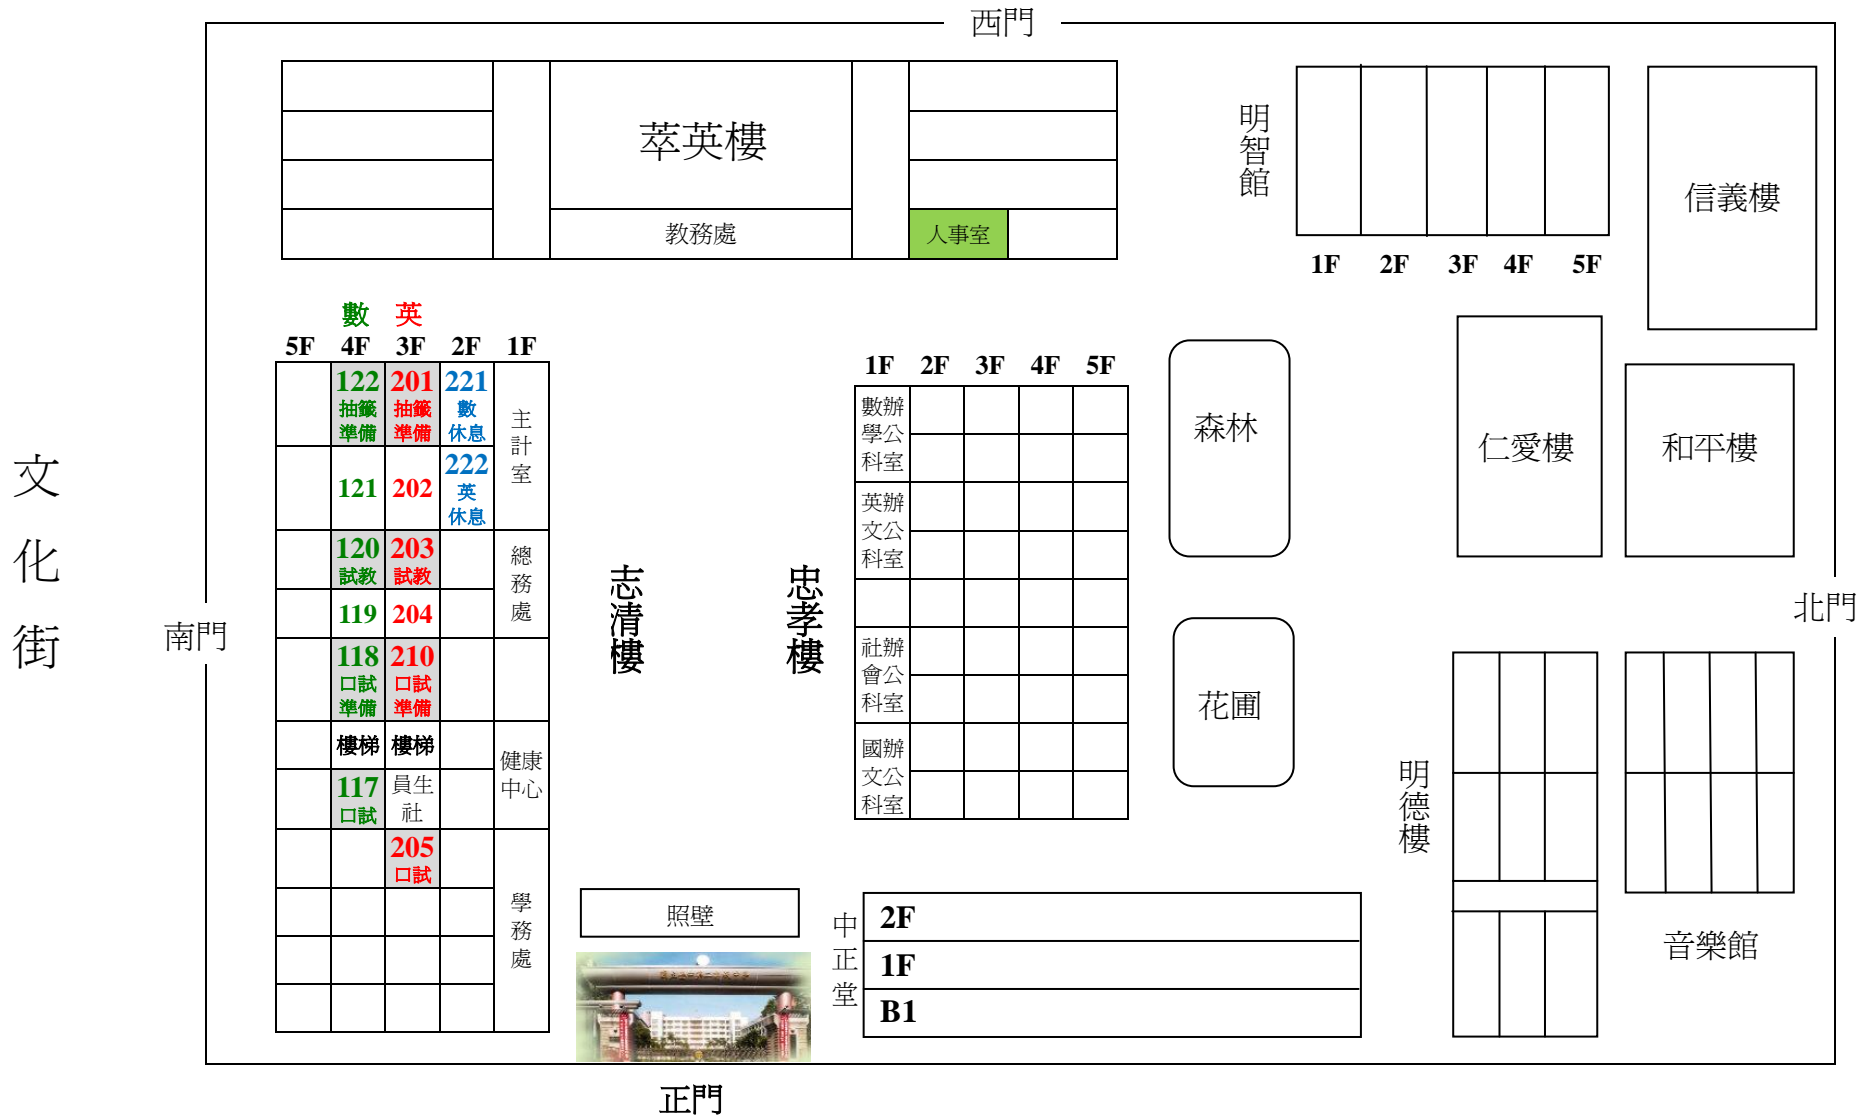 西門
萃英樓
教務處
人事室
明智館
1F 2F 3F 4F 5F
信義樓
文化街
南門
數 英
5F 4F 3F 2F 1F
122
抽籤
準備
201
抽籤
準備
221
數
休息
主計室
121
202
222
英
休息
120
試教
203
試教
總務處
119
204
118
口試
準備
210
口試
準備
樓梯
樓梯
健康
中心
117
口試
員生
社
205
口試
學務處
志清樓
忠孝樓
1F 2F 3F 4F 5F
數學科辦公室
英文科辦公室
社會科辦公室
國文科辦公室
森林
花圃
仁愛樓
和平樓
北門
明德樓
音樂館
照壁
中正堂
2F
1F
B1
正門